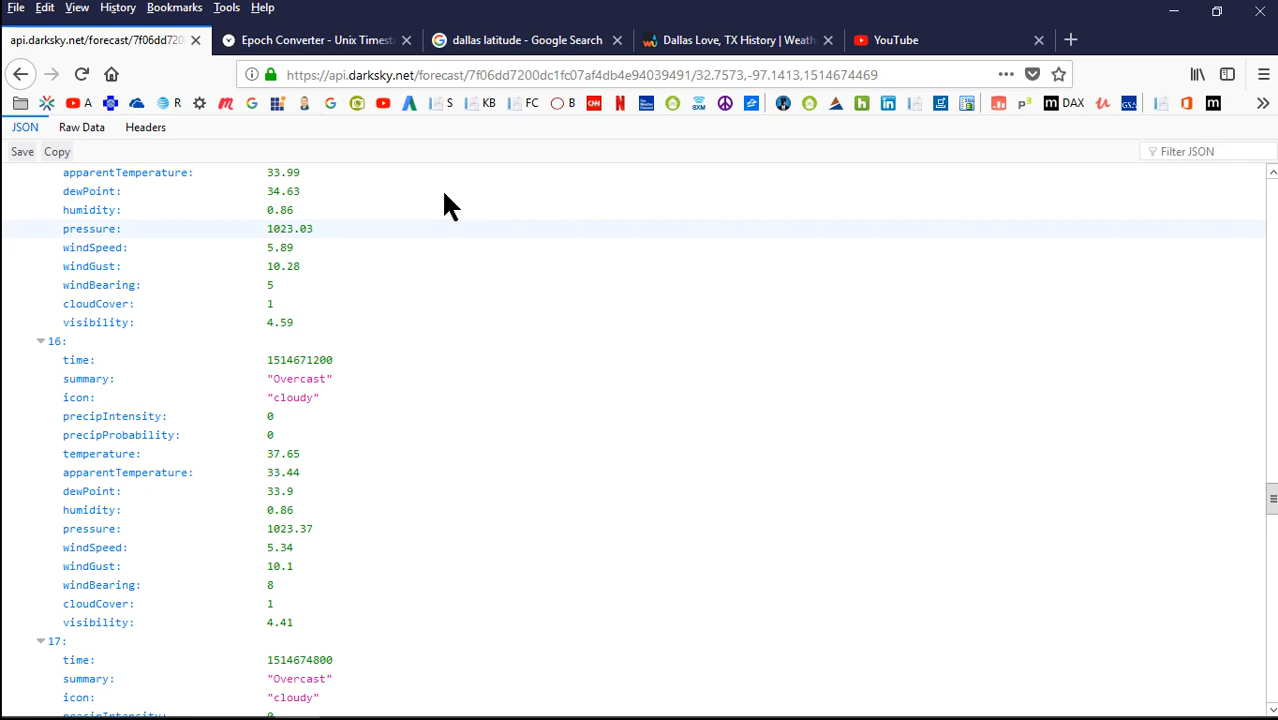 File Edit View History Bookmarks Tools Help
api.darksky.net/forecast/7f06dd720 Epoch Converter - Unix Timest dallas latitude - Google Search Dallas Love, TX History | Weath YouTube
https://api.darksky.net/forecast/7f06dd7200dc1fc07af4db4e94039491/32.7573,-97.1413,1514674469
A R S KB FC B DAX
JSON Raw Data Headers
Save Copy Filter JSON
apparentTemperature: 33.99
dewPoint: 34.63
humidity: 0.86
pressure: 1023.03
windSpeed: 5.89
windGust: 10.28
windBearing: 5
cloudCover: 1
visibility: 4.59
16:
time: 1514671200
summary: "Overcast"
icon: "cloudy"
precipIntensity: 0
precipProbability: 0
temperature: 37.65
apparentTemperature: 33.44
dewPoint: 33.9
humidity: 0.86
pressure: 1023.37
windSpeed: 5.34
windGust: 10.1
windBearing: 8
cloudCover: 1
visibility: 4.41
17:
time: 1514674800
summary: "Overcast"
icon: "cloudy"
precipIntensity: 0